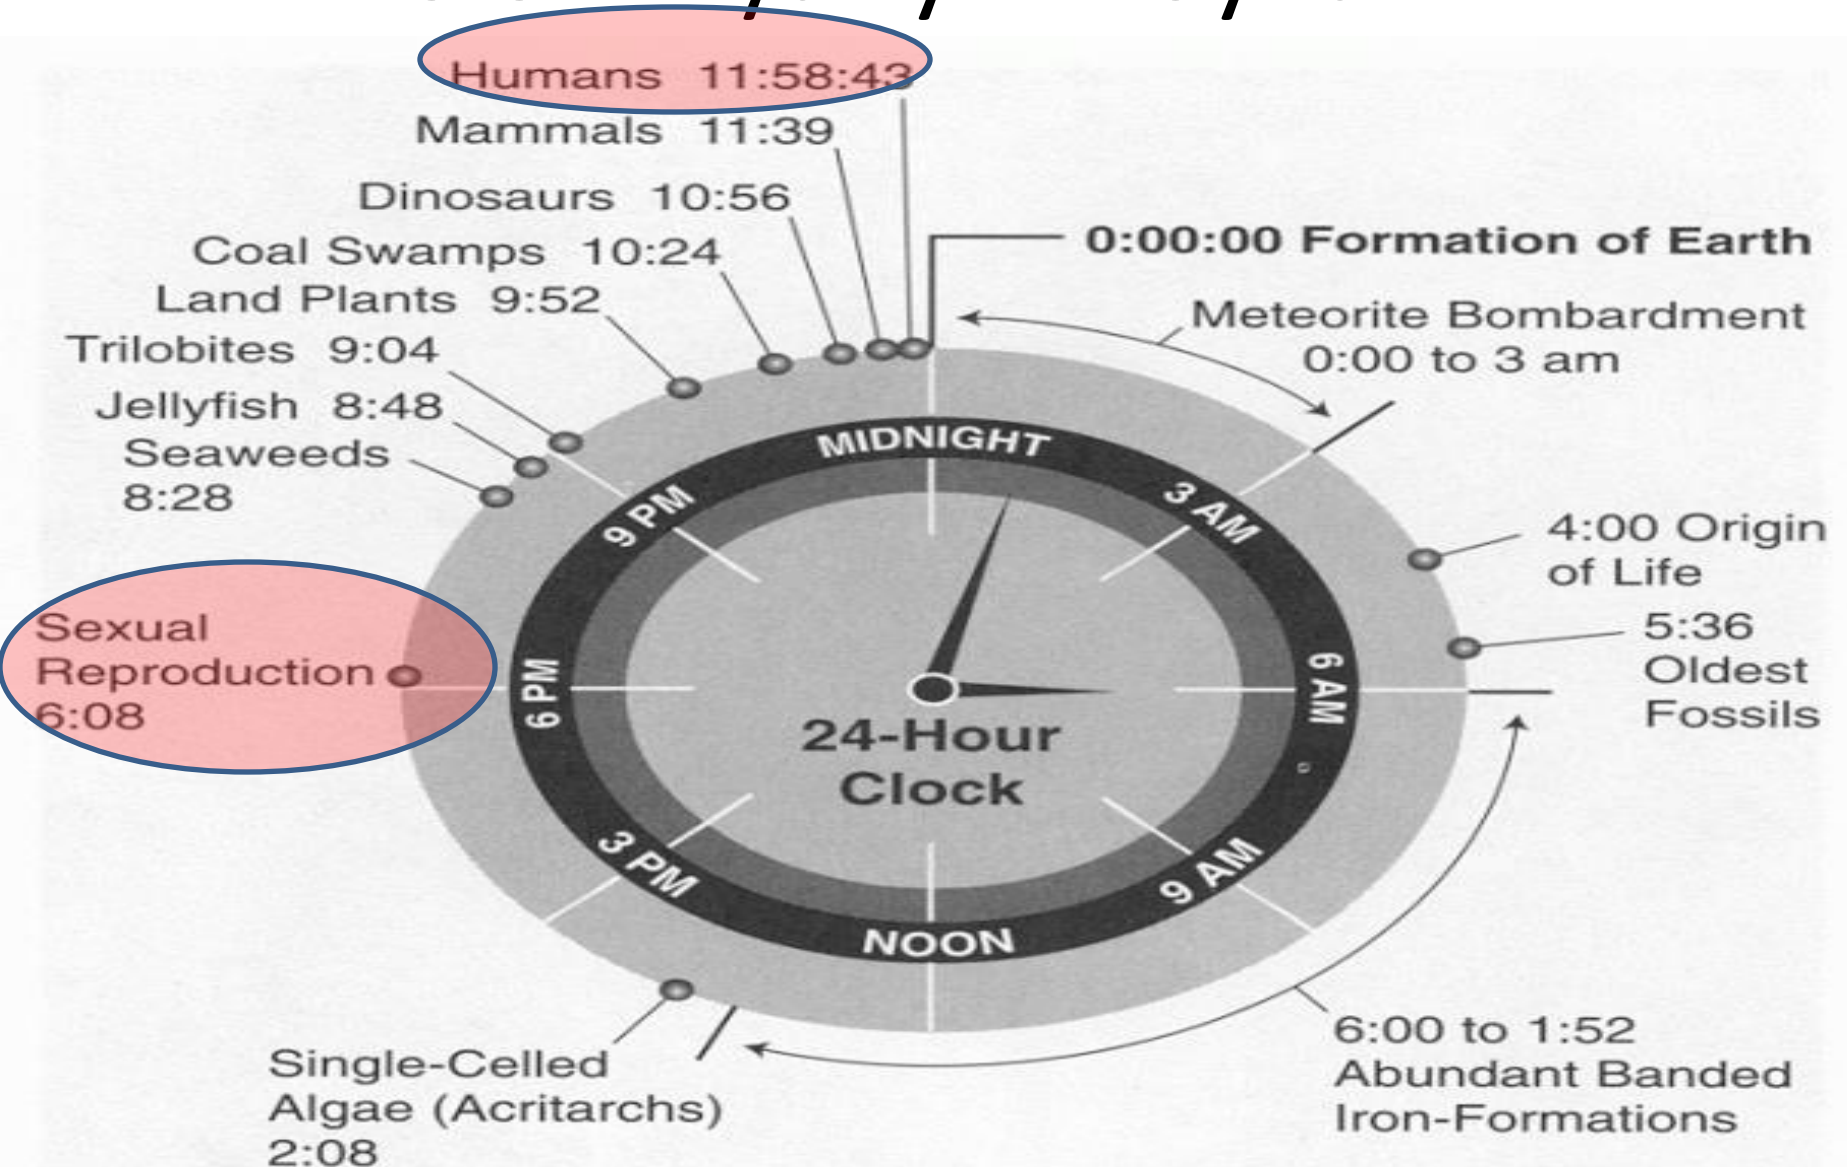 Humans 11:58:43
Mammals 11:39
Dinosaurs 10:56
Coal Swamps 10:24
Land Plants 9:52
Trilobites 9:04
Jellyfish 8:48
Seaweeds
8:28
Sexual
Reproduction
6:08
Single-Celled
Algae (Acritarchs)
2:08
0:00:00 Formation of Earth
Meteorite Bombardment
0:00 to 3 am
4:00 Origin
of Life
5:36
Oldest
Fossils
6:00 to 1:52
Abundant Banded
Iron-Formations
MIDNIGHT
3 AM
6 AM
9 AM
NOON
3 PM
6 PM
9 PM
24-Hour
Clock